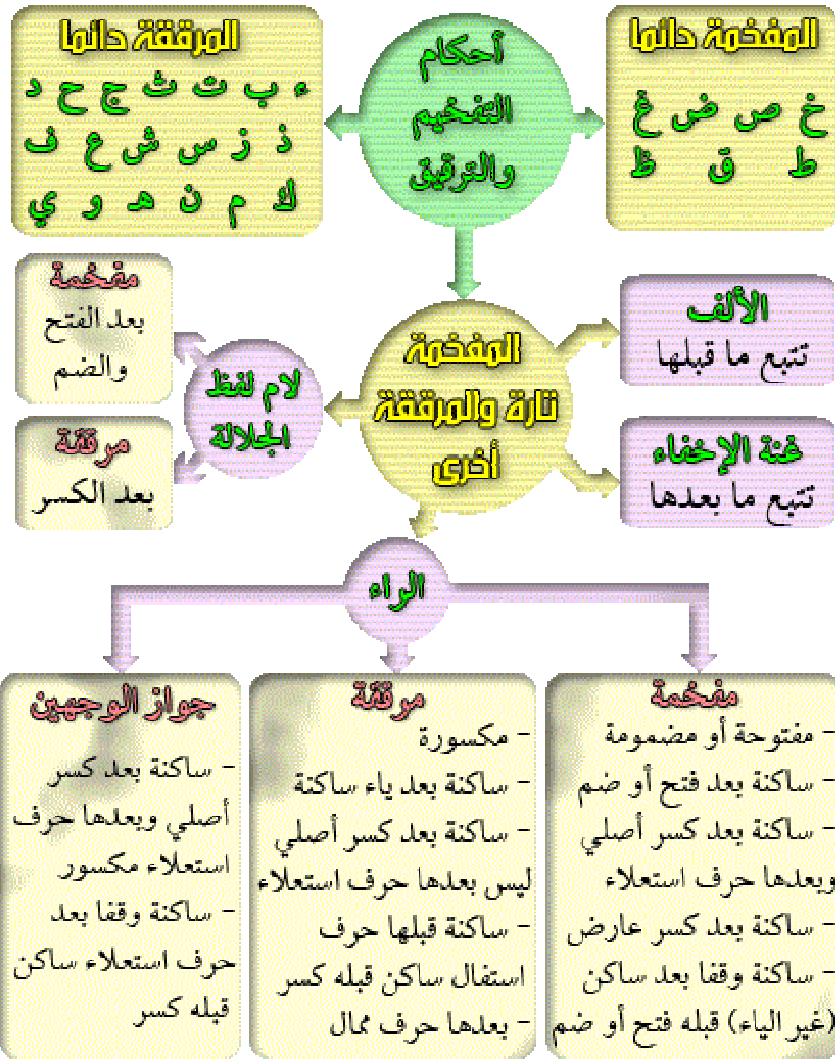 أحكام
التفخيم
والترقيق
المفخمة دائما
خ ص ض غ
ط ق ظ
المرققة دائما
ء ب ت ث ج ح د
ذ ز س ش ع ف
ك م ن هـ و ي
المفخمة
تارة والمرققة
أخرى
الألف
تتبع ما قبلها
غنة الإخفاء
تتبع ما بعدها
لام لفظ
الجلالة
مفخمة
بعد الفتح
والضم
مرققة
بعد الكسر
الراء
مفخمة
- مفتوحة أو مضمومة
- ساكنة بعد فتح أو ضم
- ساكنة بعد كسر أصلي
وبعدها حرف استعلاء
- ساكنة بعد كسر عارض
- ساكنة وقفا بعد ساكن
(غير الياء) قبله فتح أو ضم
مرققة
- مكسورة
- ساكنة بعد ياء ساكنة
- ساكنة بعد كسر أصلي
ليس بعدها حرف استعلاء
- ساكنة قبلها حرف
استفال ساكن قبله كسر
- بعدها حرف ممال
جواز الوجهين
- ساكنة بعد كسر
أصلي وبعدها حرف
استعلاء مكسور
- ساكنة وقفا بعد
حرف استعلاء ساكن
قبله كسر